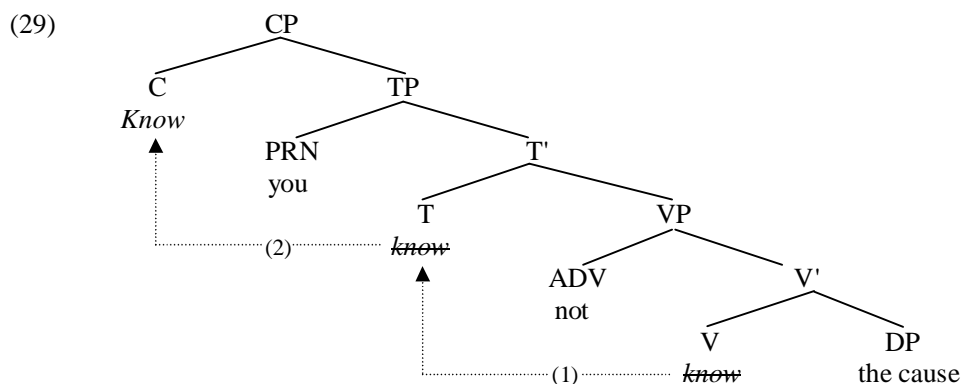 (29) CP
C TP
Know
PRN T'
you
T VP
(2) know
ADV V'
not
V DP
(1) know the cause